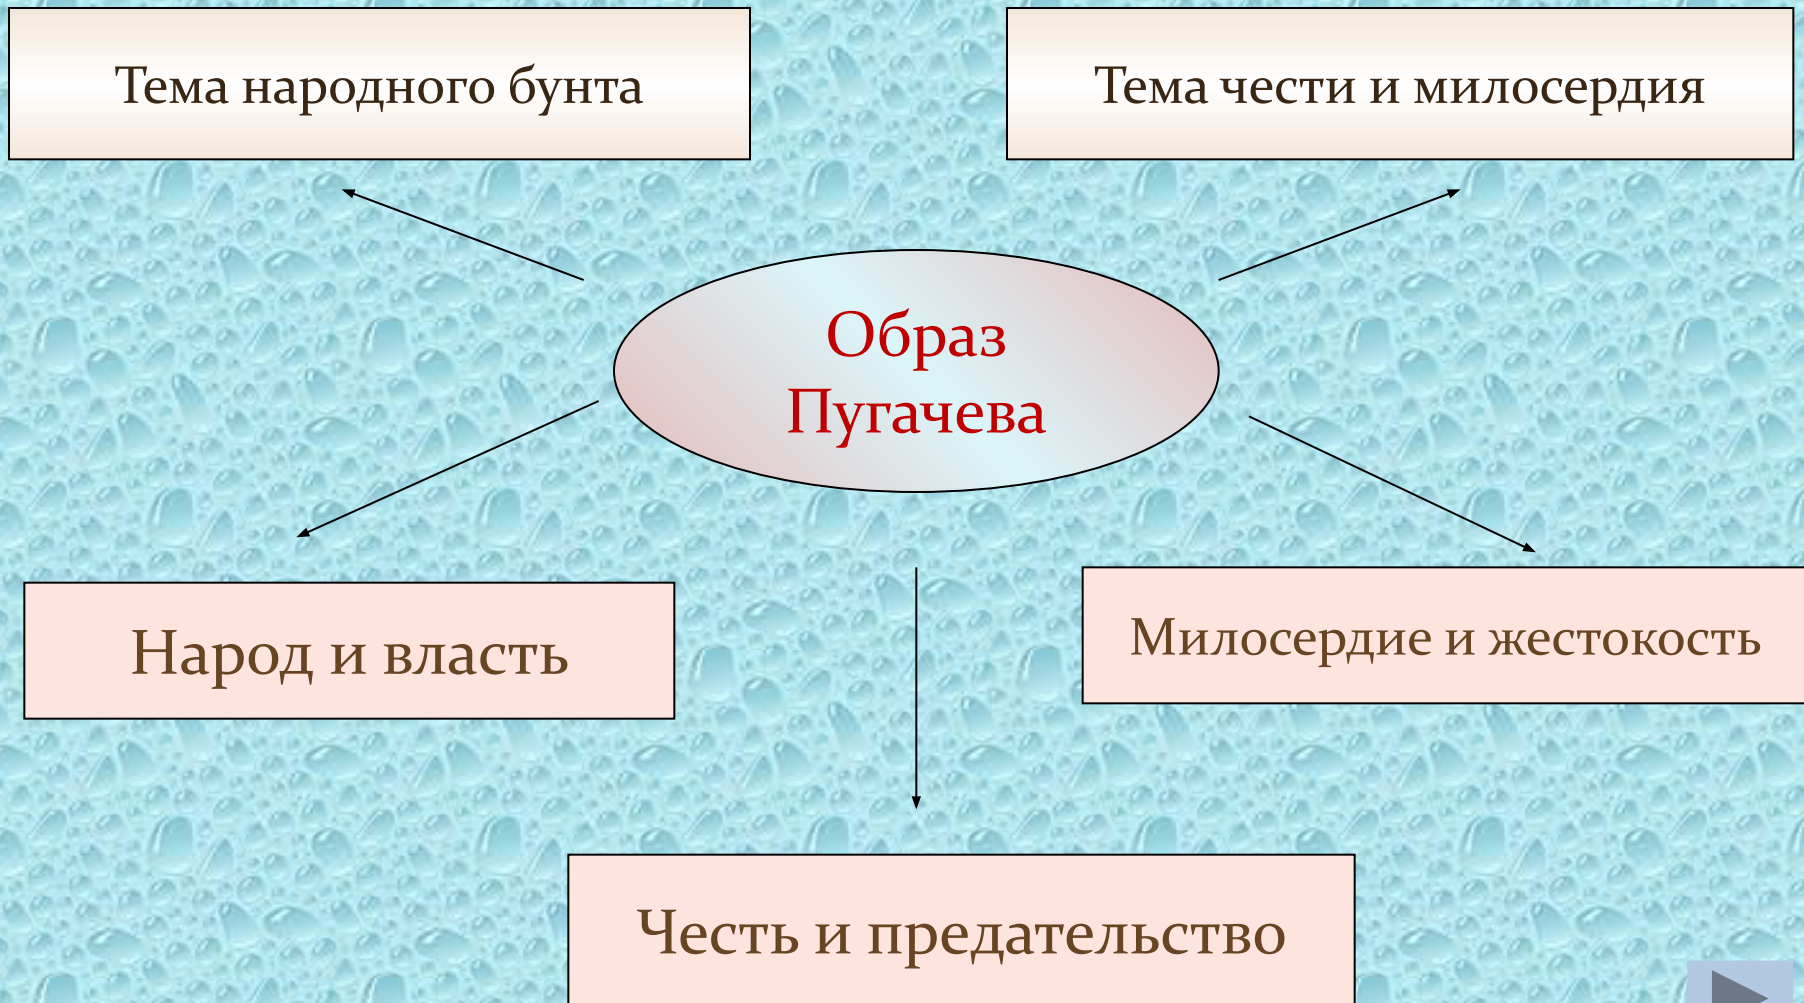 Тема народного бунта
Тема чести и милосердия
Образ
Пугачева
Народ и власть
Милосердие и жестокость
Честь и предательство